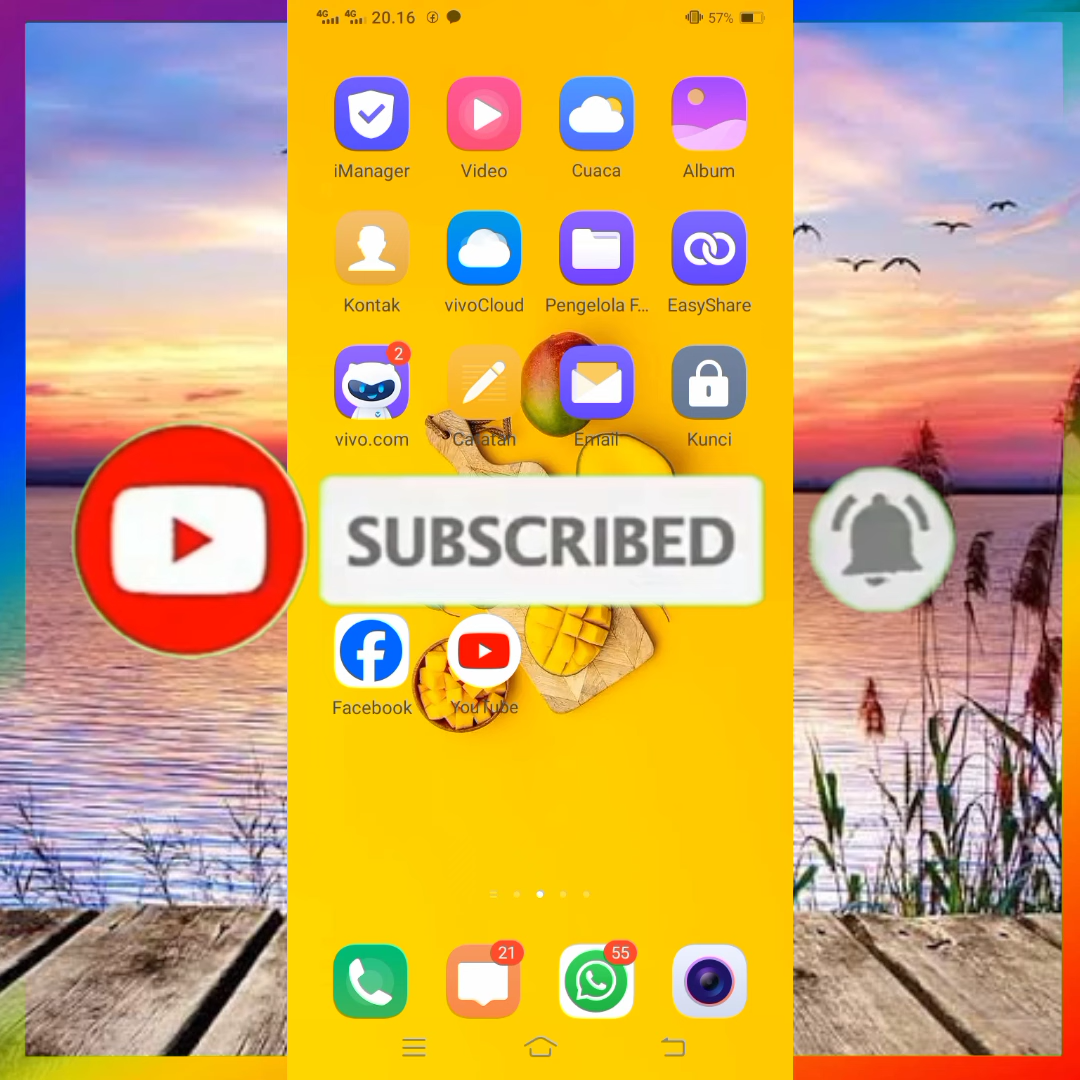 4G 4G 20.16 57%
iManager Video Cuaca Album
Kontak vivoCloud Pengelola F... EasyShare
2
vivo.com Catatan Email Kunci
SUBSCRIBED
Facebook YouTube
21 55